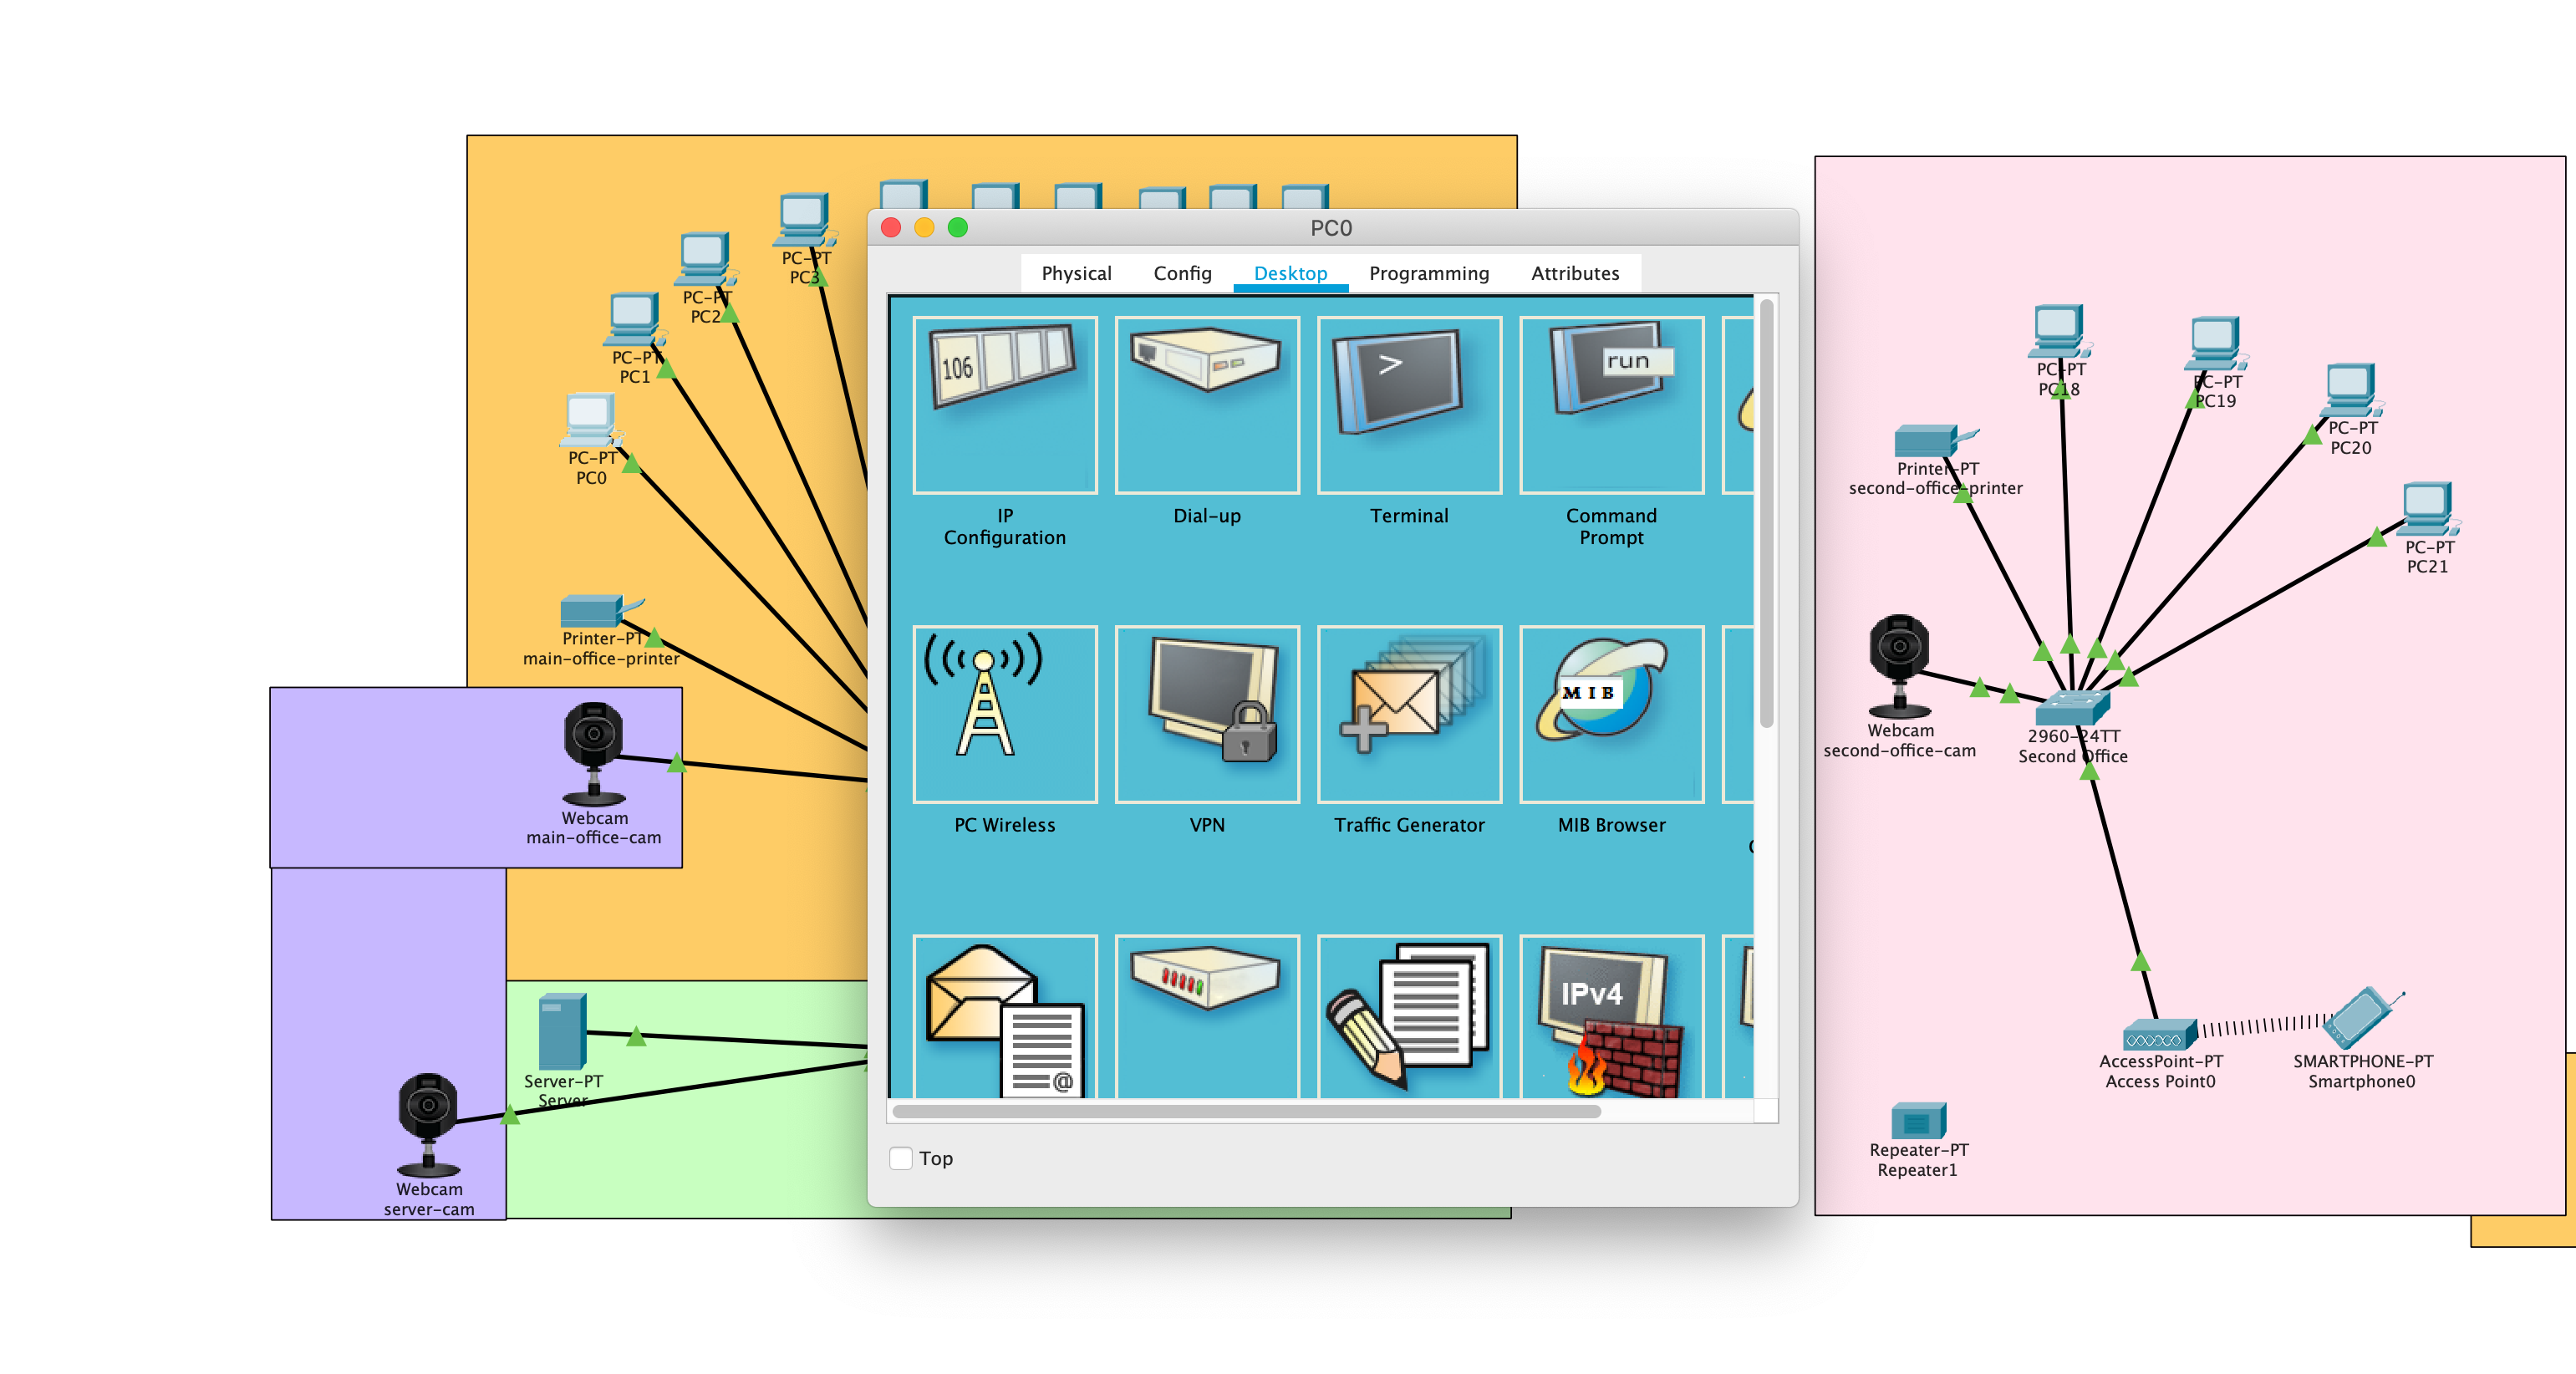 PC-PT
PC3
PC-PT
PC2
PC-PT
PC1
PC-PT
PC0
Printer-PT
main-office-printer
Webcam
main-office-cam
Server-PT
Server
Webcam
server-cam
PC0
Physical
Config
Desktop
Programming
Attributes
106
>
run
IP
Configuration
Dial-up
Terminal
Command
Prompt
MIB
PC Wireless
VPN
Traffic Generator
MIB Browser
@
IPv4
Top
PC-PT
PC18
PC-PT
PC19
PC-PT
PC20
Printer-PT
second-office-printer
PC-PT
PC21
Webcam
second-office-cam
2960-24TT
Second Office
AccessPoint-PT
Access Point0
SMARTPHONE-PT
Smartphone0
Repeater-PT
Repeater1